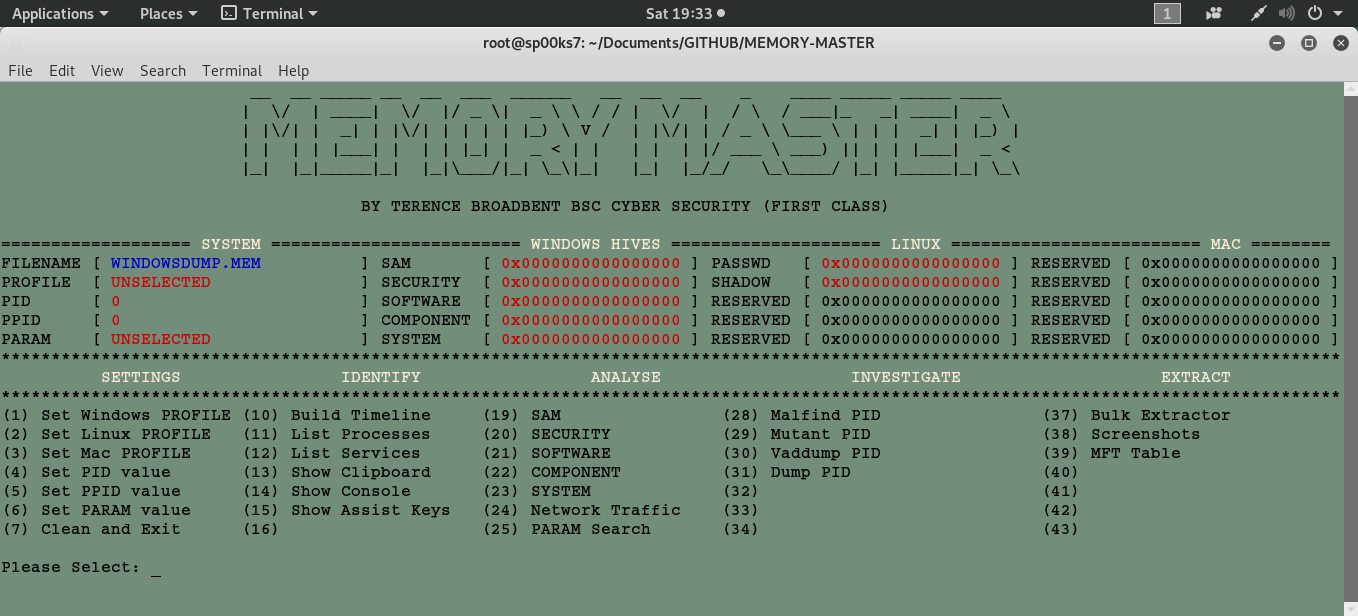 Applications Places Terminal Sat 19:33 1
root@sp00ks7: ~/Documents/GITHUB/MEMORY-MASTER
File Edit View Search Terminal Help
MEMORY MASTER
BY TERENCE BROADBENT BSC CYBER SECURITY (FIRST CLASS)
=================== SYSTEM ========================= WINDOWS HIVES ===================== LINUX ========================= MAC ========
FILENAME [ WINDOWSDUMP.MEM ] SAM [ 0x0000000000000000 ] PASSWD [ 0x0000000000000000 ] RESERVED [ 0x0000000000000000 ]
PROFILE [ UNSELECTED ] SECURITY [ 0x0000000000000000 ] SHADOW [ 0x0000000000000000 ] RESERVED [ 0x0000000000000000 ]
PID [ 0 ] SOFTWARE [ 0x0000000000000000 ] RESERVED [ 0x0000000000000000 ] RESERVED [ 0x0000000000000000 ]
PPID [ 0 ] COMPONENT [ 0x0000000000000000 ] RESERVED [ 0x0000000000000000 ] RESERVED [ 0x0000000000000000 ]
PARAM [ UNSELECTED ] SYSTEM [ 0x0000000000000000 ] RESERVED [ 0x0000000000000000 ] RESERVED [ 0x0000000000000000 ]
**************************************************************************************************************************************
SETTINGS IDENTIFY ANALYSE INVESTIGATE EXTRACT
**************************************************************************************************************************************
(1) Set Windows PROFILE (10) Build Timeline (19) SAM (28) Malfind PID (37) Bulk Extractor
(2) Set Linux PROFILE (11) List Processes (20) SECURITY (29) Mutant PID (38) Screenshots
(3) Set Mac PROFILE (12) List Services (21) SOFTWARE (30) Vaddump PID (39) MFT Table
(4) Set PID value (13) Show Clipboard (22) COMPONENT (31) Dump PID (40)
(5) Set PPID value (14) Show Console (23) SYSTEM (32) (41)
(6) Set PARAM value (15) Show Assist Keys (24) Network Traffic (33) (42)
(7) Clean and Exit (16) (25) PARAM Search (34) (43)
Please Select: _